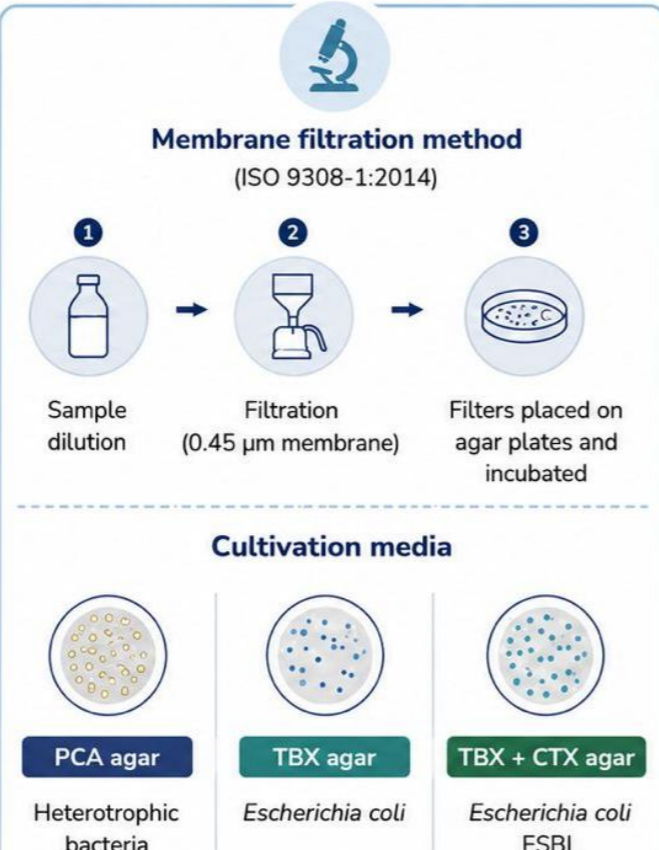 Membrane filtration method
(ISO 9308-1:2014)
1
2
3
Sample
dilution
Filtration
(0.45 µm membrane)
Filters placed on
agar plates and
incubated
Cultivation media
PCA agar
TBX agar
TBX + CTX agar
Heterotrophic
bacteria
Escherichia coli
Escherichia coli
ESBL